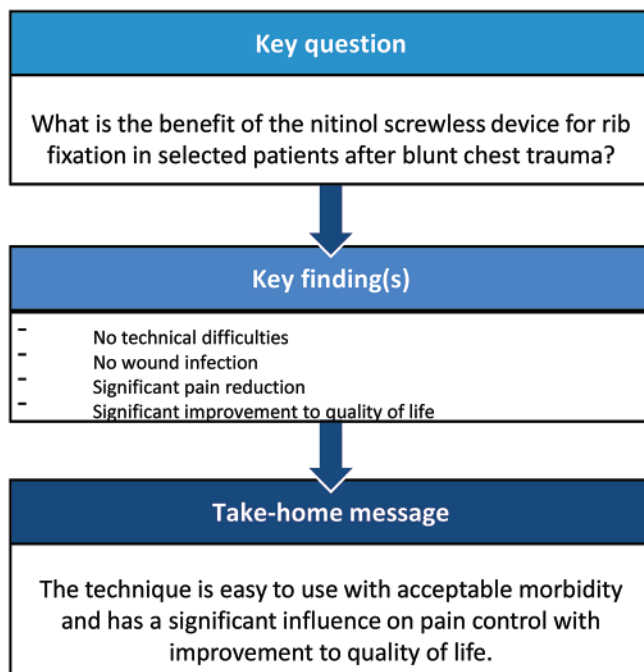 Key question
What is the benefit of the nitinol screwless device for rib
fixation in selected patients after blunt chest trauma?
Key finding(s)
- No technical difficulties
- No wound infection
- Significant pain reduction
- Significant improvement to quality of life
Take-home message
The technique is easy to use with acceptable morbidity
and has a significant influence on pain control with
improvement to quality of life.